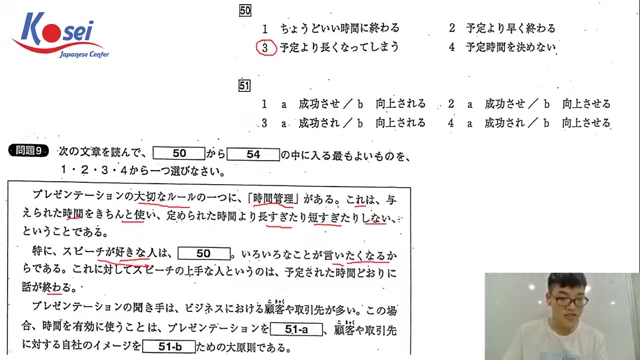 Kosei
Japanese Center
50
1 ちょうどいい時間に終わる 2 予定より早く終わる
3 予定より長くなってしまう 4 予定時間を決めない
51
1 a 成功させ/b 向上される 2 a 成功させ/b 向上させる
3 a 成功され/b 向上される 4 a 成功され/b 向上させる
問題9 次の文章を読んで、 50 から 54 の中に入る最もよいものを、
1・2・3・4から一つ選びなさい。
プレゼンテーションの大切なルールの一つに、「時間管理」がある。これは、与
えられた時間をきちんと使い、定められた時間より長すぎたり短すぎたりしない、
ということである。
特に、スピーチが好きな人は、 50 。いろいろなことが言いたくなるか
らである。これに対してスピーチの上手な人というのは、予定された時間どおりに
話が終わる。
プレゼンテーションの聞き手は、ビジネスにおける顧客や取引先が多い。この場
合、時間を有効に使うことは、プレゼンテーションを 51-a 、顧客や取引先
に対する自社のイメージを 51-b ための大原則である。